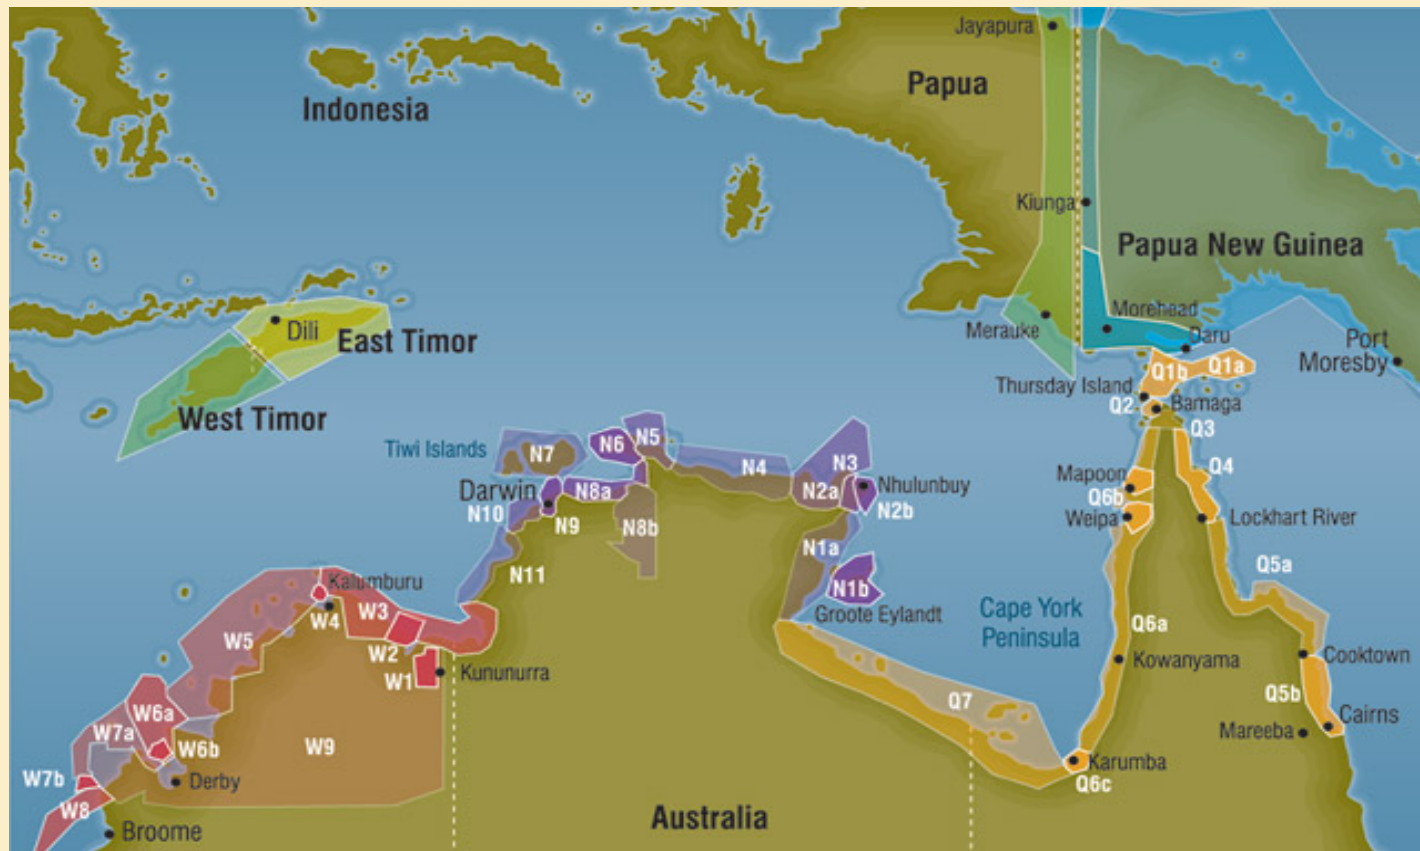 Jayapura
Papua
Indonesia
Kiunga
Papua New Guinea
Morehead
Merauke
Daru
Port
Moresby
Dili
East Timor
West Timor
Q1b
Q1a
Thursday Island
Q2
Bamaga
Q3
Tiwi Islands
N7
N6
N5
N4
N3
Mapoon
Q4
Darwin
N8a
N2a
Nhulunbuy
Q6b
N10
N9
N8b
N2b
Weipa
Lockhart River
N1a
N11
N1b
Q5a
Kalumburu
Groote Eylandt
Cape York
Peninsula
W4
W3
W5
Q6a
W2
W1
Kununurra
Kowanyama
Cooktown
W6a
Q7
Q5b
W7a
W6b
W9
Cairns
Mareeba
W7b
Derby
Karumba
Q6c
W8
Broome
Australia